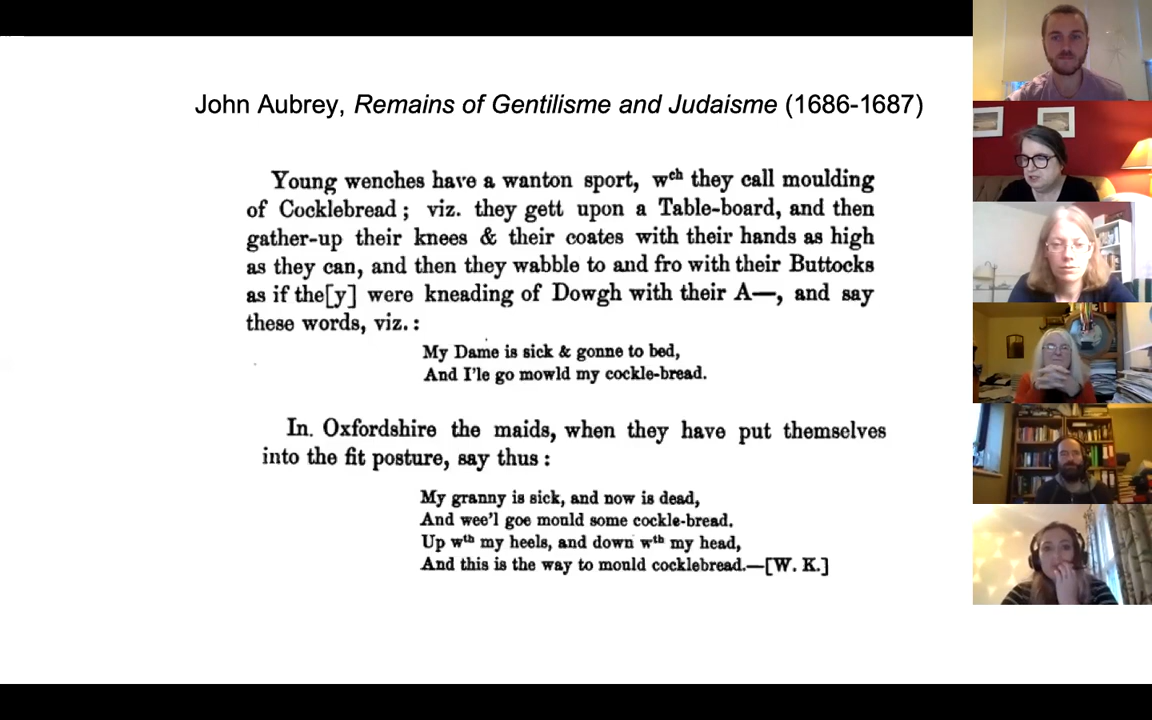 John Aubrey, Remains of Gentilisme and Judaisme (1686-1687)
Young wenches have a wanton sport, wch they call moulding
of Cocklebread; viz. they gett upon a Table-board, and then
gather-up their knees & their coates with their hands as high
as they can, and then they wabble to and fro with their Buttocks
as if the[y] were kneading of Dowgh with their A—, and say
these words, viz.:
My Dame is sick & gonne to bed,
And I'le go mowld my cockle-bread.
In Oxfordshire the maids, when they have put themselves
into the fit posture, say thus:
My granny is sick, and now is dead,
And wee'l goe mould some cockle-bread.
Up wth my heels, and down wth my head,
And this is the way to mould cocklebread.—[W. K.]